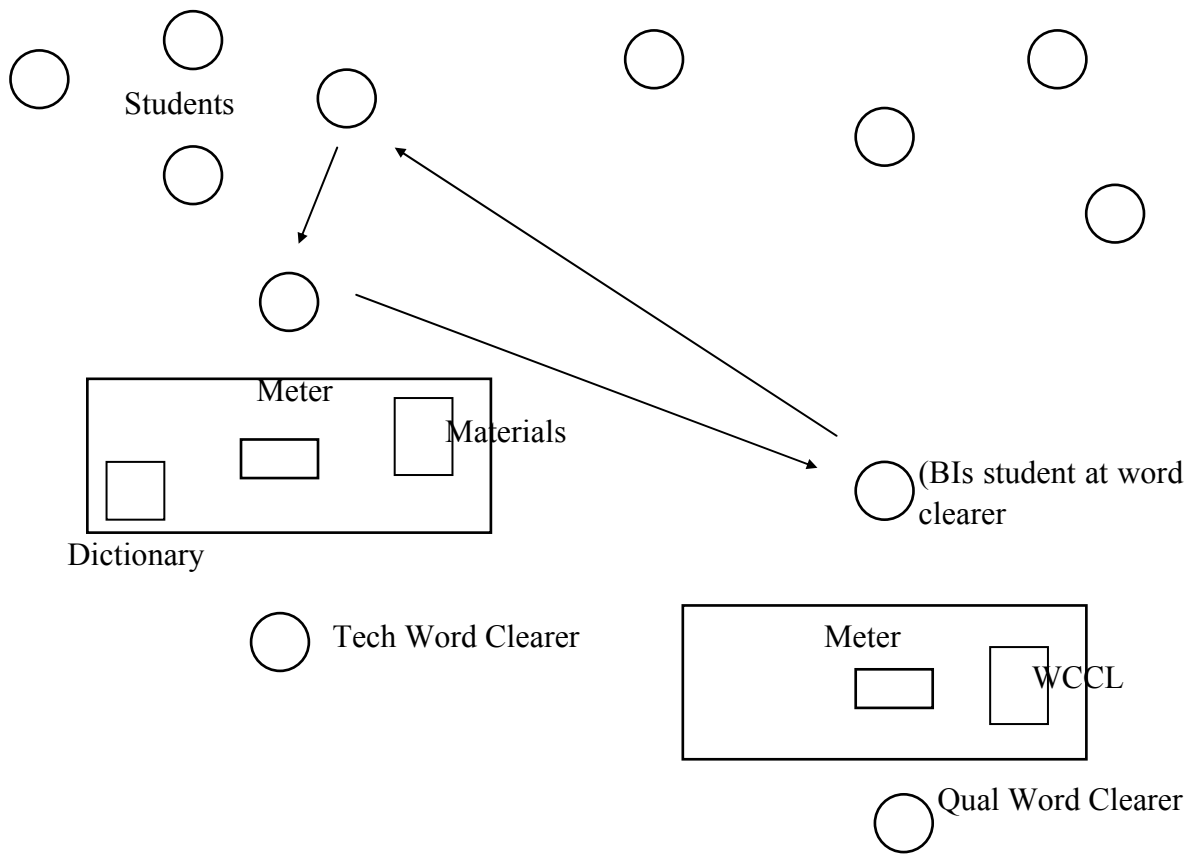 Students
Meter
Materials
(BIs student at word
clearer
Dictionary
Tech Word Clearer
Meter
WCCL
Qual Word Clearer